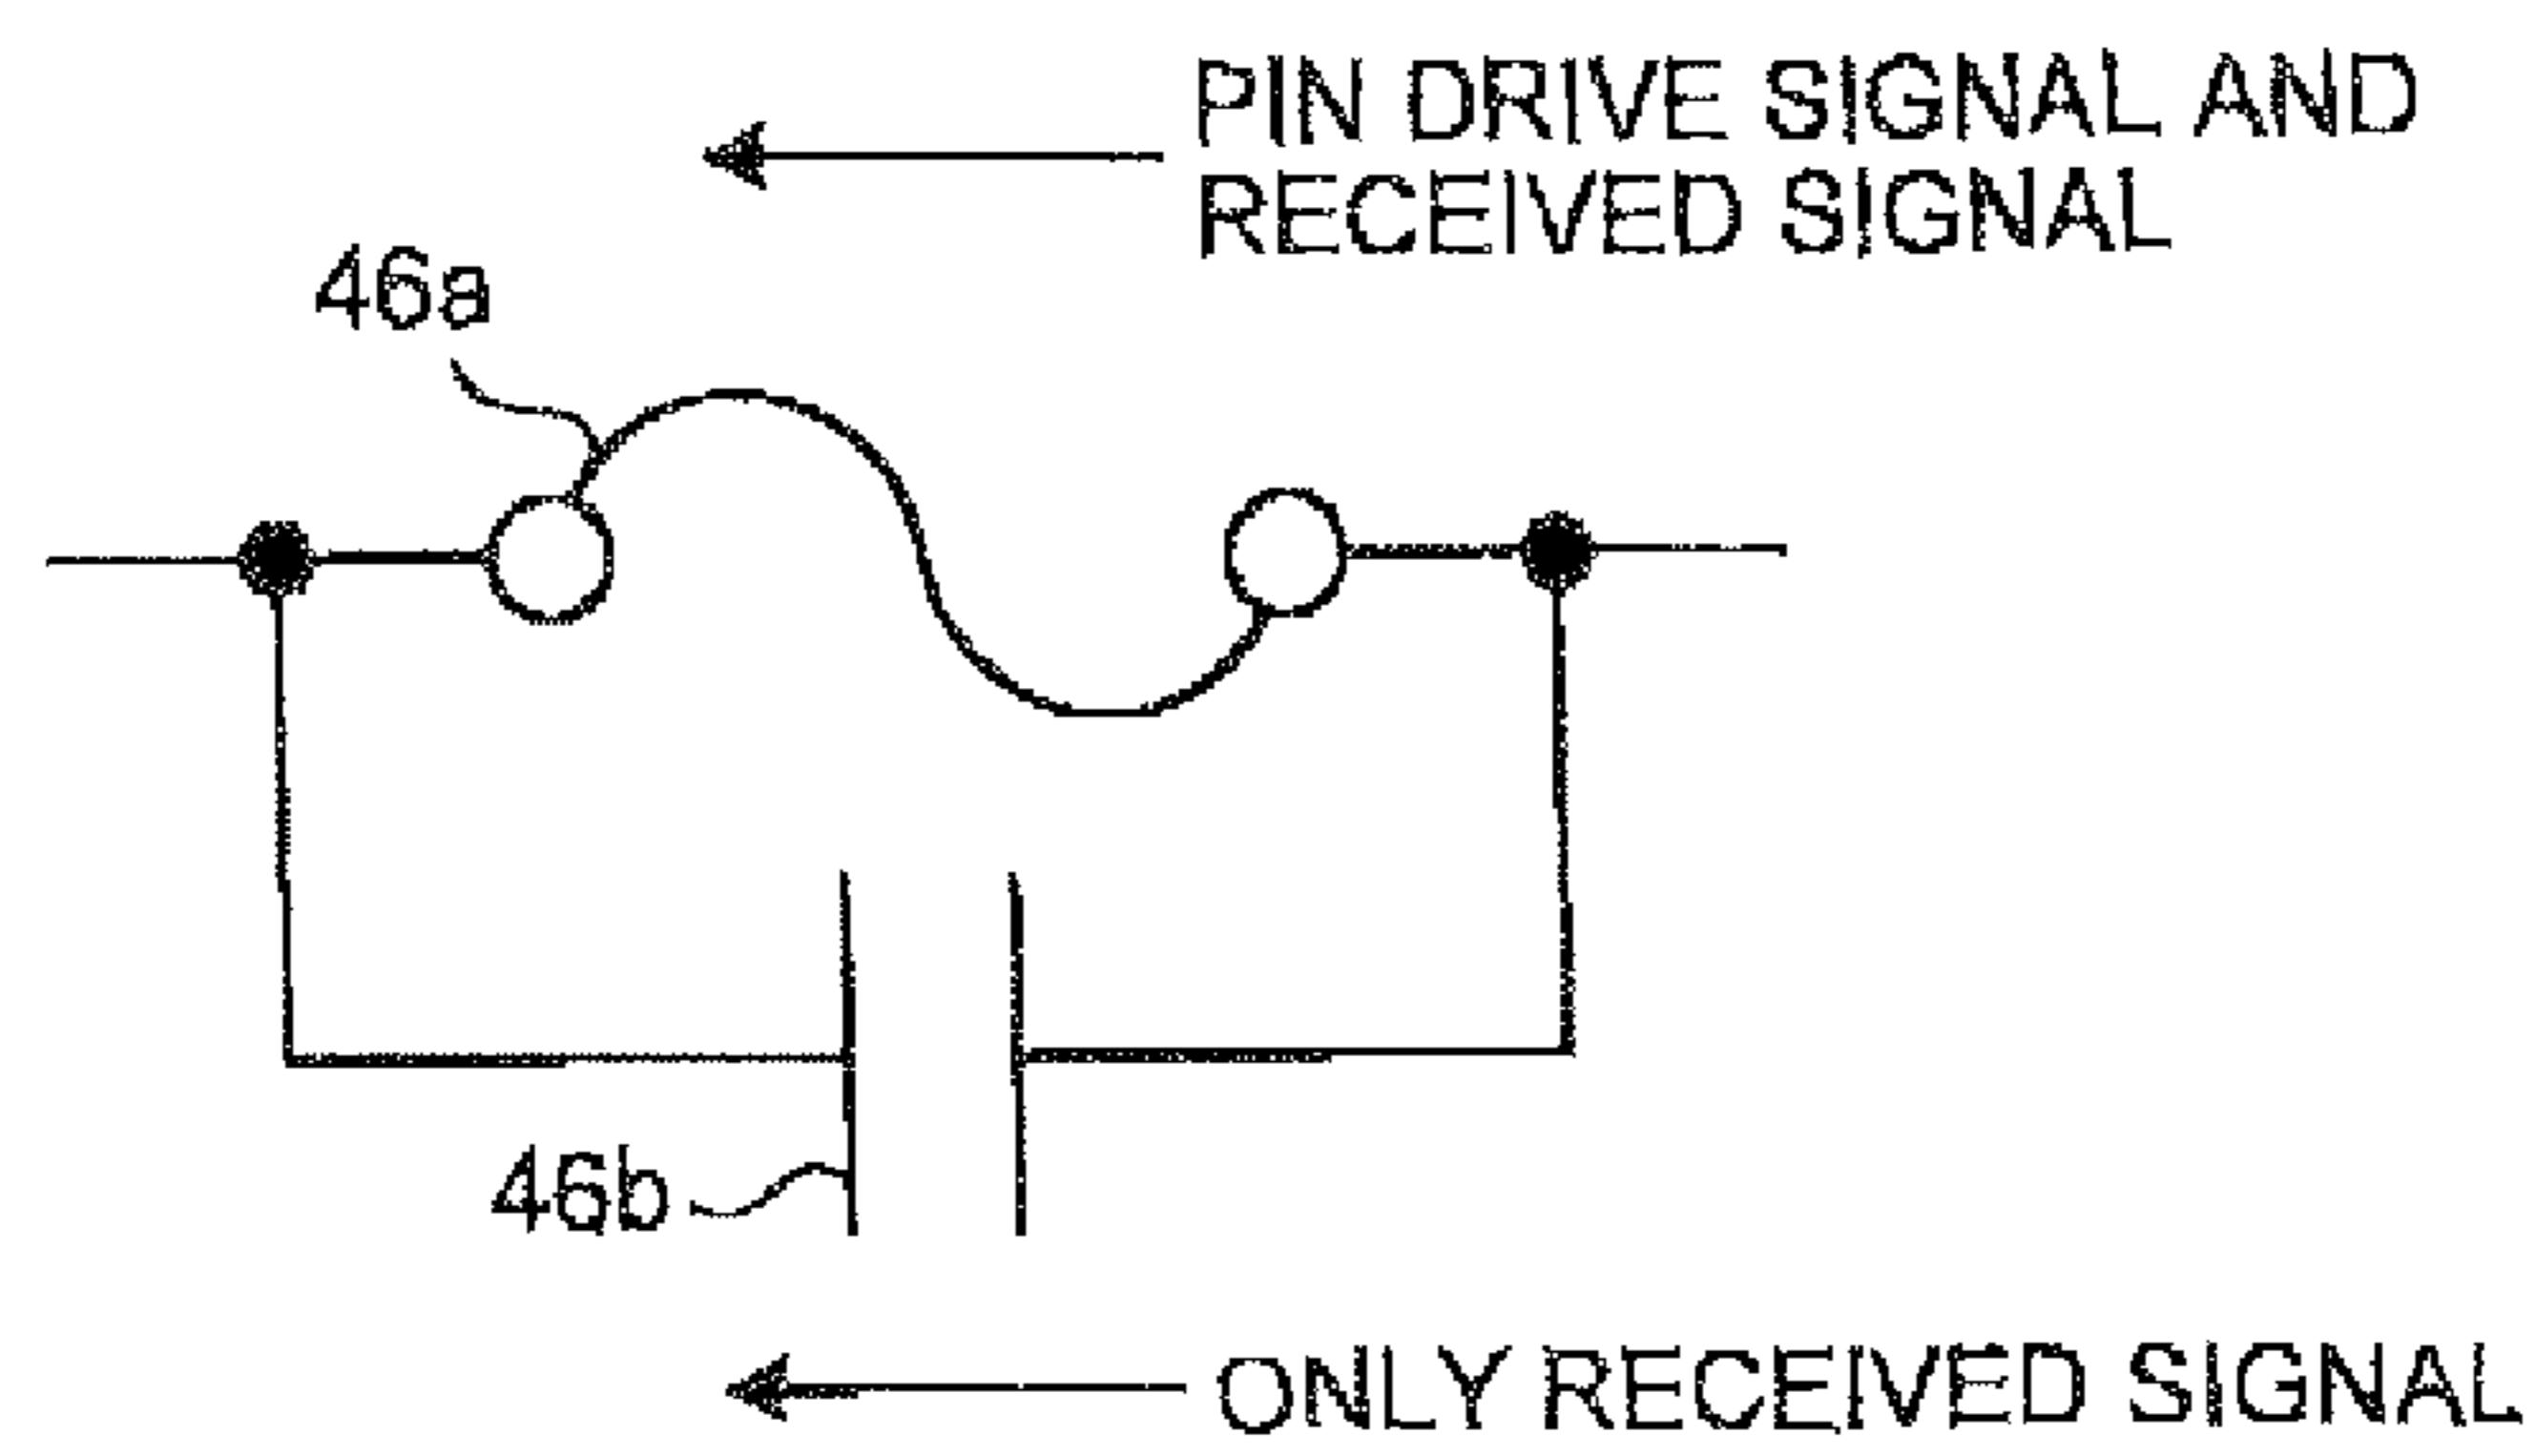 PIN DRIVE SIGNAL AND
RECEIVED SIGNAL
46a
46b
ONLY RECEIVED SIGNAL